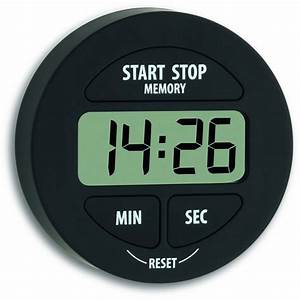 START STOP
MEMORY
14:26
MIN SEC
RESET